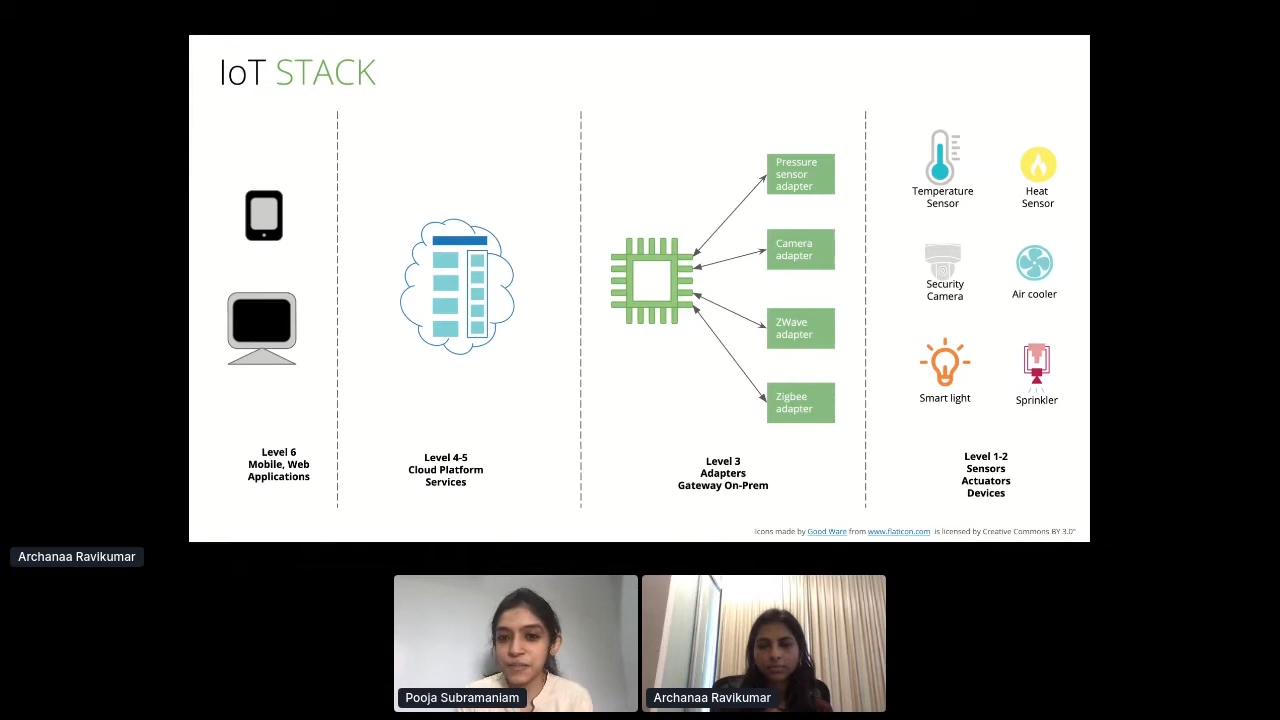 IoT STACK
Pressure
sensor
adapter
Camera
adapter
ZWave
adapter
Zigbee
adapter
Temperature
Sensor
Heat
Sensor
Security
Camera
Air cooler
Smart light
Sprinkler
Level 6
Mobile, Web
Applications
Level 4-5
Cloud Platform
Services
Level 3
Adapters
Gateway On-Prem
Level 1-2
Sensors
Actuators
Devices
Icons made by Good Ware from www.flaticon.com is licensed by Creative Commons BY 3.0"
Archanaa Ravikumar
Pooja Subramaniam
Archanaa Ravikumar